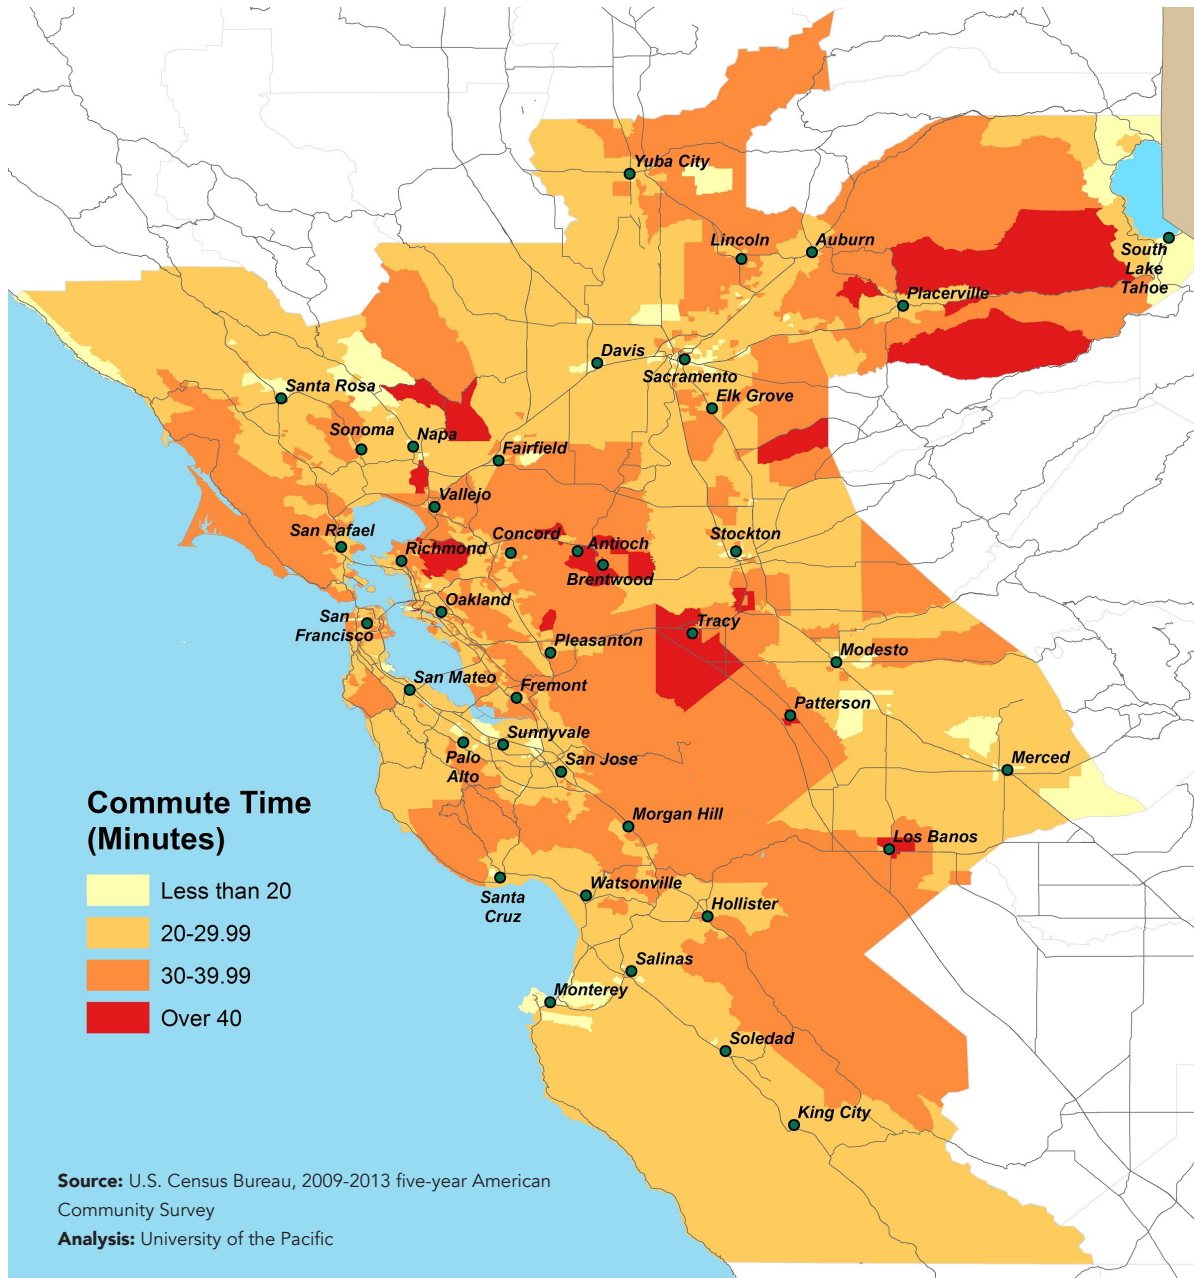 Yuba City
Lincoln
Auburn
South
Lake
Tahoe
Placerville
Davis
Sacramento
Santa Rosa
Elk Grove
Sonoma
Napa
Fairfield
Vallejo
San Rafael
Concord
Antioch
Stockton
Richmond
Brentwood
Oakland
San
Francisco
Tracy
Pleasanton
Modesto
San Mateo
Fremont
Patterson
Sunnyvale
Palo
Alto
San Jose
Merced
Commute Time
(Minutes)
Less than 20
20-29.99
30-39.99
Over 40
Morgan Hill
Los Banos
Watsonville
Santa
Cruz
Hollister
Salinas
Monterey
Soledad
King City
Source: U.S. Census Bureau, 2009-2013 five-year American
Community Survey
Analysis: University of the Pacific